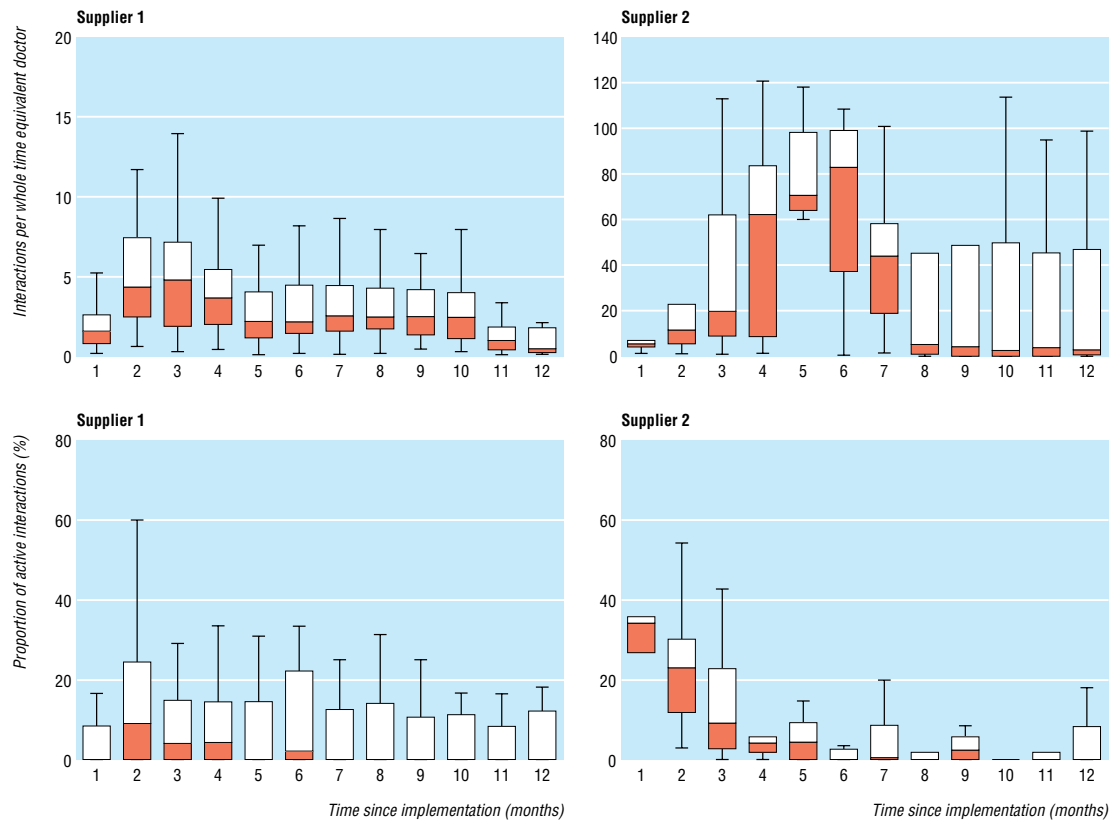 Supplier 1
Supplier 2
Interactions per whole time equivalent doctor
20
15
10
5
0
1 2 3 4 5 6 7 8 9 10 11 12
140
120
100
80
60
40
20
0
1 2 3 4 5 6 7 8 9 10 11 12
Supplier 1
Supplier 2
Proportion of active interactions (%)
80
60
40
20
0
1 2 3 4 5 6 7 8 9 10 11 12
Time since implementation (months)
80
60
40
20
0
1 2 3 4 5 6 7 8 9 10 11 12
Time since implementation (months)